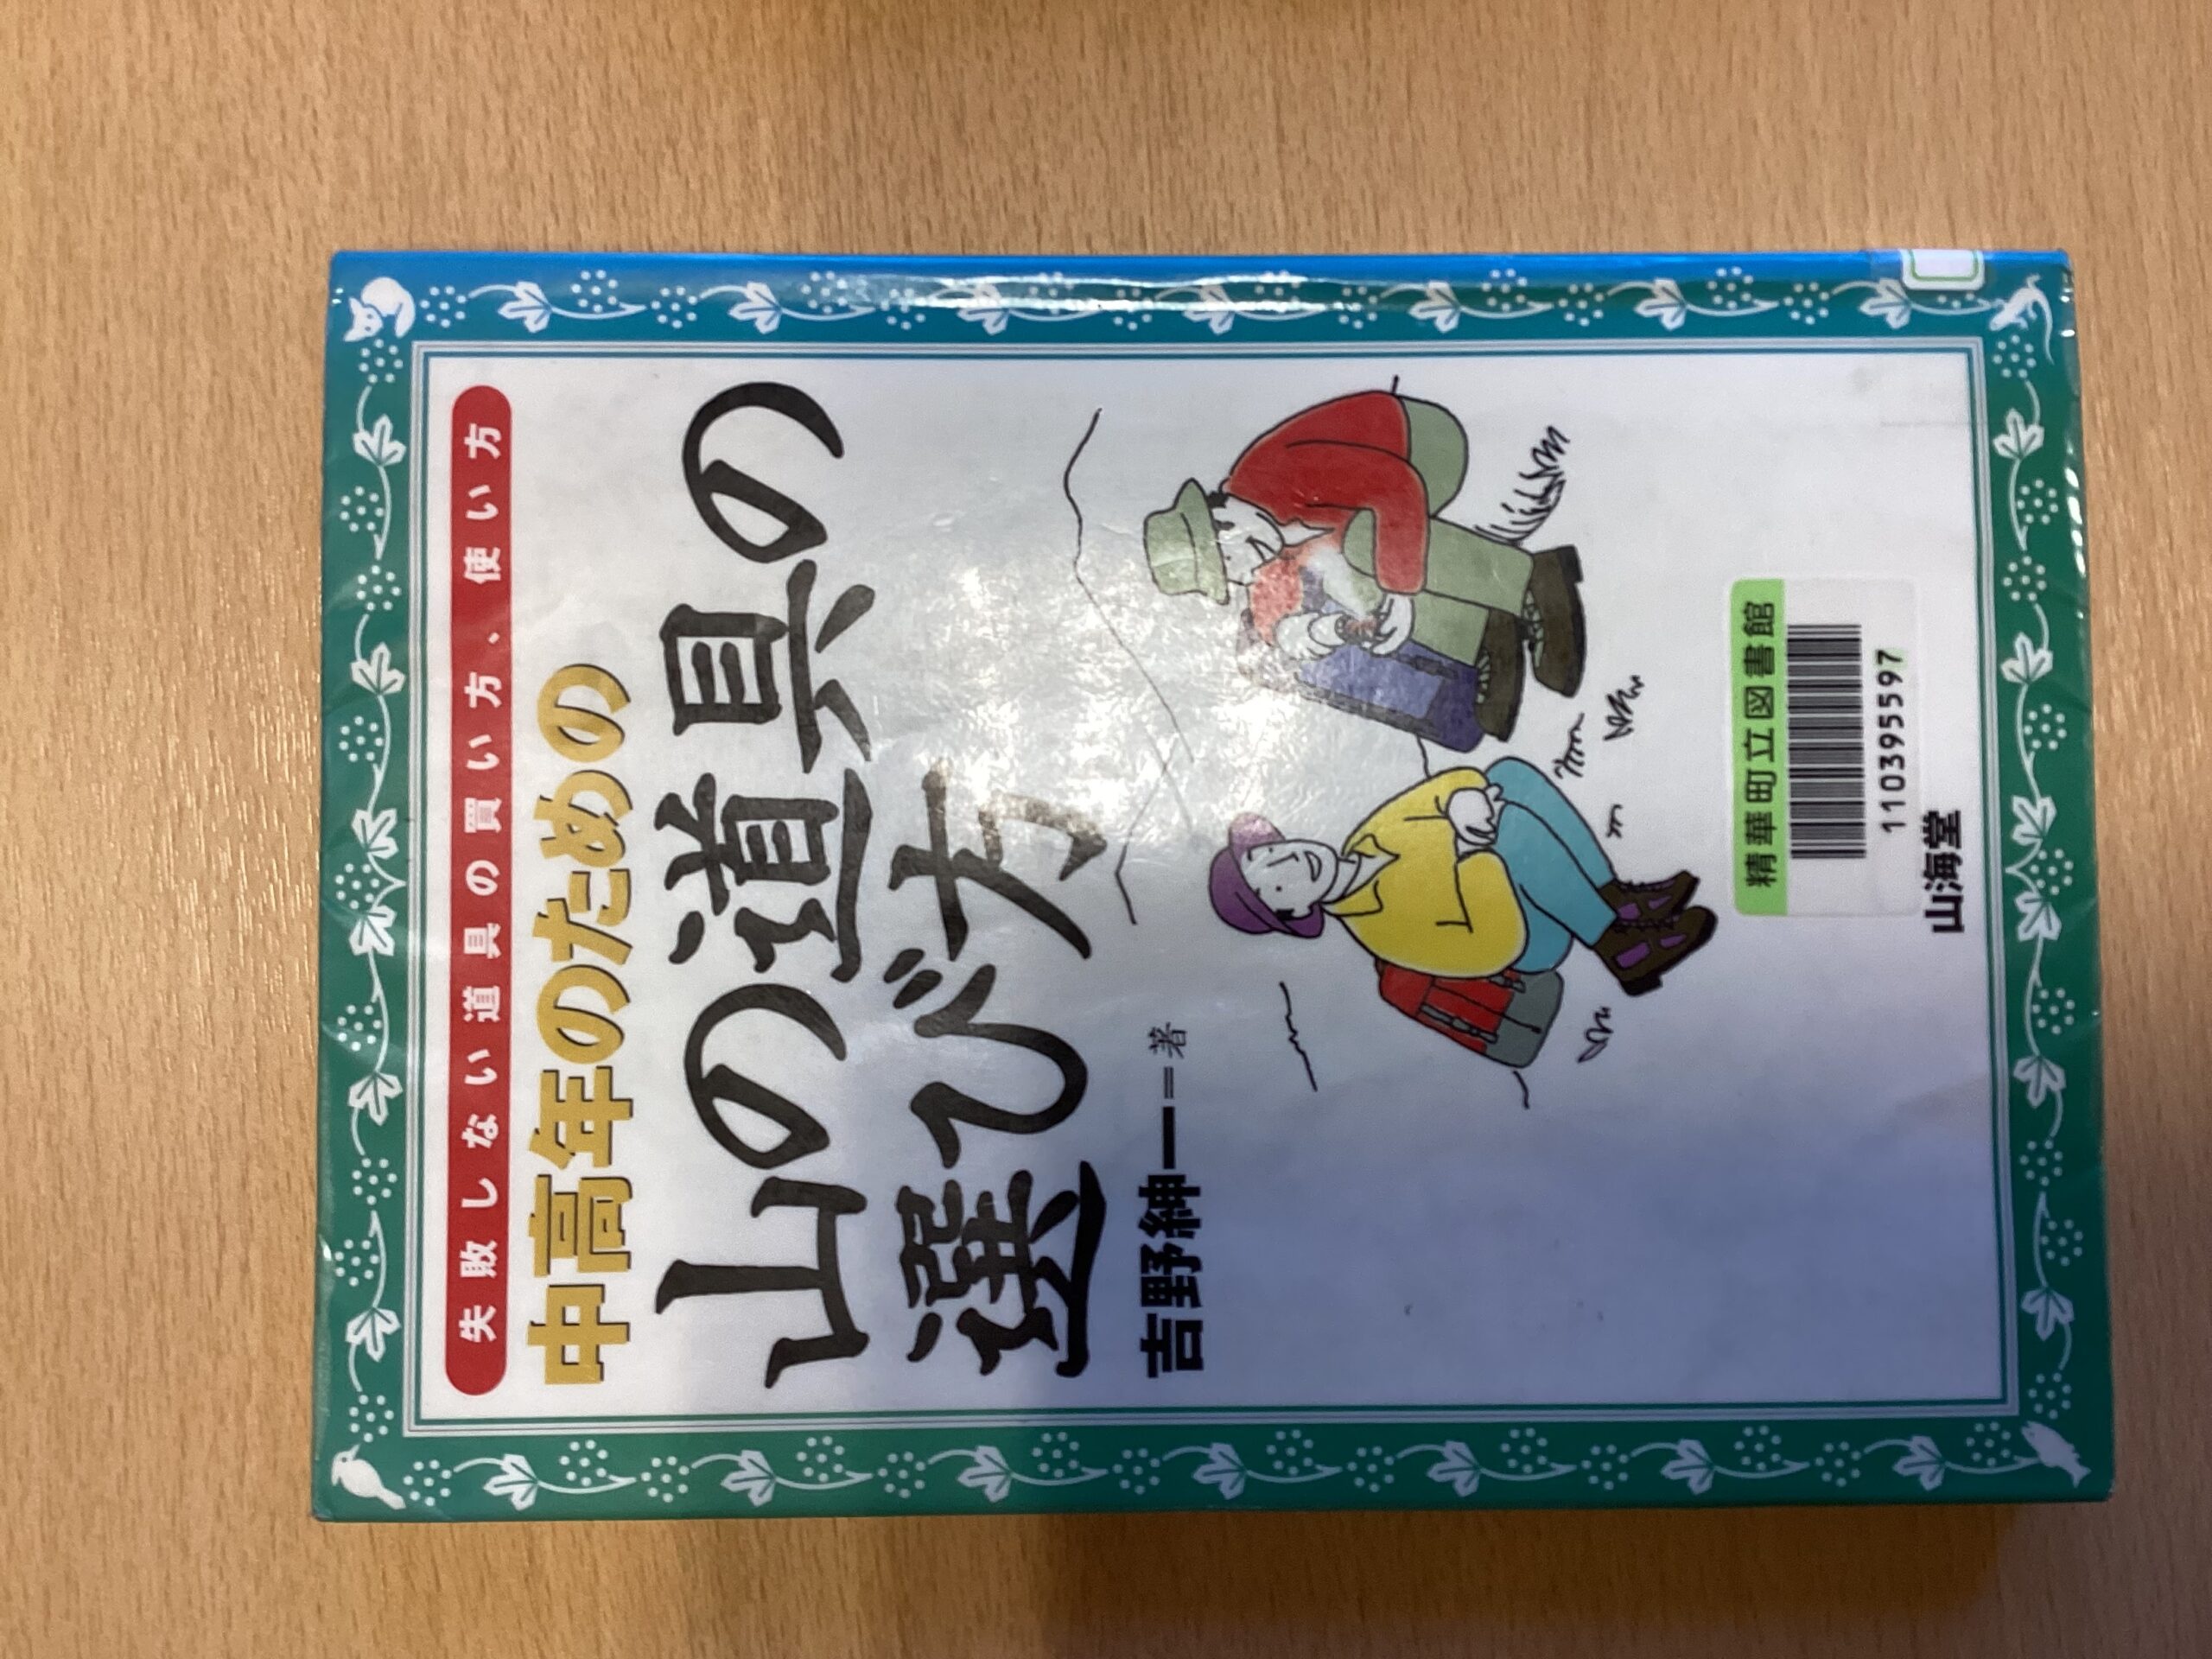 失敗しない道具の買い方、使い方
中高年のための
山の道具の
選び方
吉野紳一＝著
精華町立図書館
110395597
山海堂